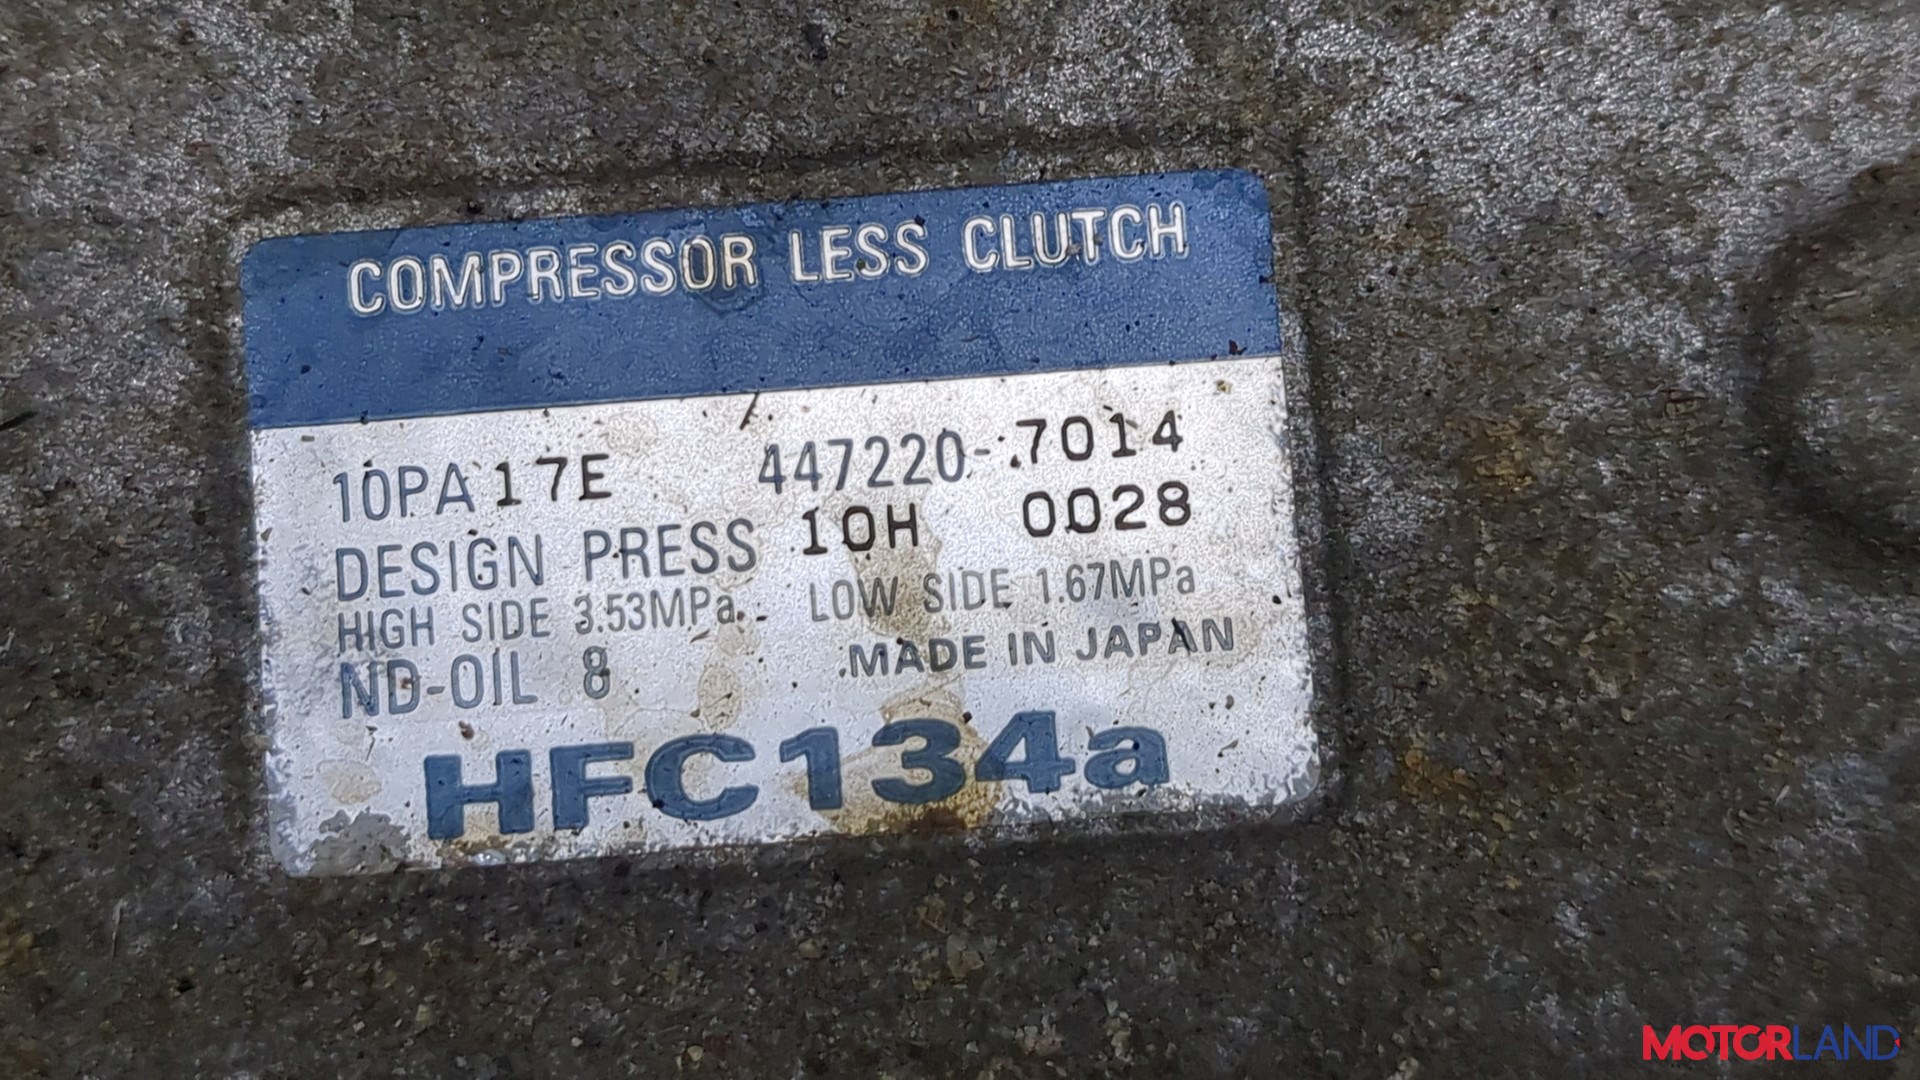 COMPRESSOR LESS CLUTCH
10PA17E 447220-7014
DESIGN PRESS 10H 0028
HIGH SIDE 3.53MPa LOW SIDE 1.67MPa
ND-OIL 8 MADE IN JAPAN
HFC134a
MOTORLAND